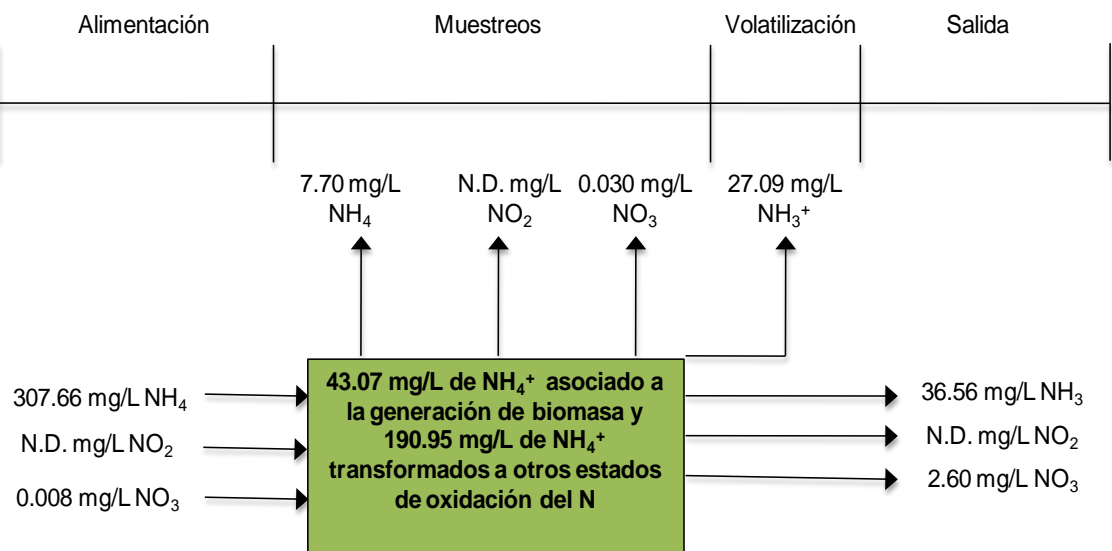 Alimentación
Muestreos
Volatilización
Salida
7.70 mg/L
NH₄
N.D. mg/L
NO₂
0.030 mg/L
NO₃
27.09 mg/L
NH₃⁺
307.66 mg/L NH₄
N.D. mg/L NO₂
0.008 mg/L NO₃
43.07 mg/L de NH₄⁺ asociado a
la generación de biomasa y
190.95 mg/L de NH₄⁺
transformados a otros estados
de oxidación del N
36.56 mg/L NH₃
N.D. mg/L NO₂
2.60 mg/L NO₃